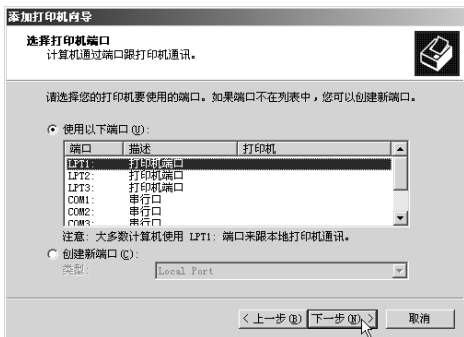 添加打印机向导
选择打印机端口
计算机通过端口跟打印机通讯。
请选择您的打印机要使用的端口。如果端口不在列表中，您可以创建新端口。
使用以下端口(U):
端口 描述 打印机
LPT1: 打印机端口
LPT2: 打印机端口
LPT3: 打印机端口
COM1: 串行口
COM2: 串行口
COM3: 串行口
注意: 大多数计算机使用 LPT1: 端口来跟本地打印机通讯。
创建新端口(C):
类型: Local Port
< 上一步(B) 下一步(N) > 取消